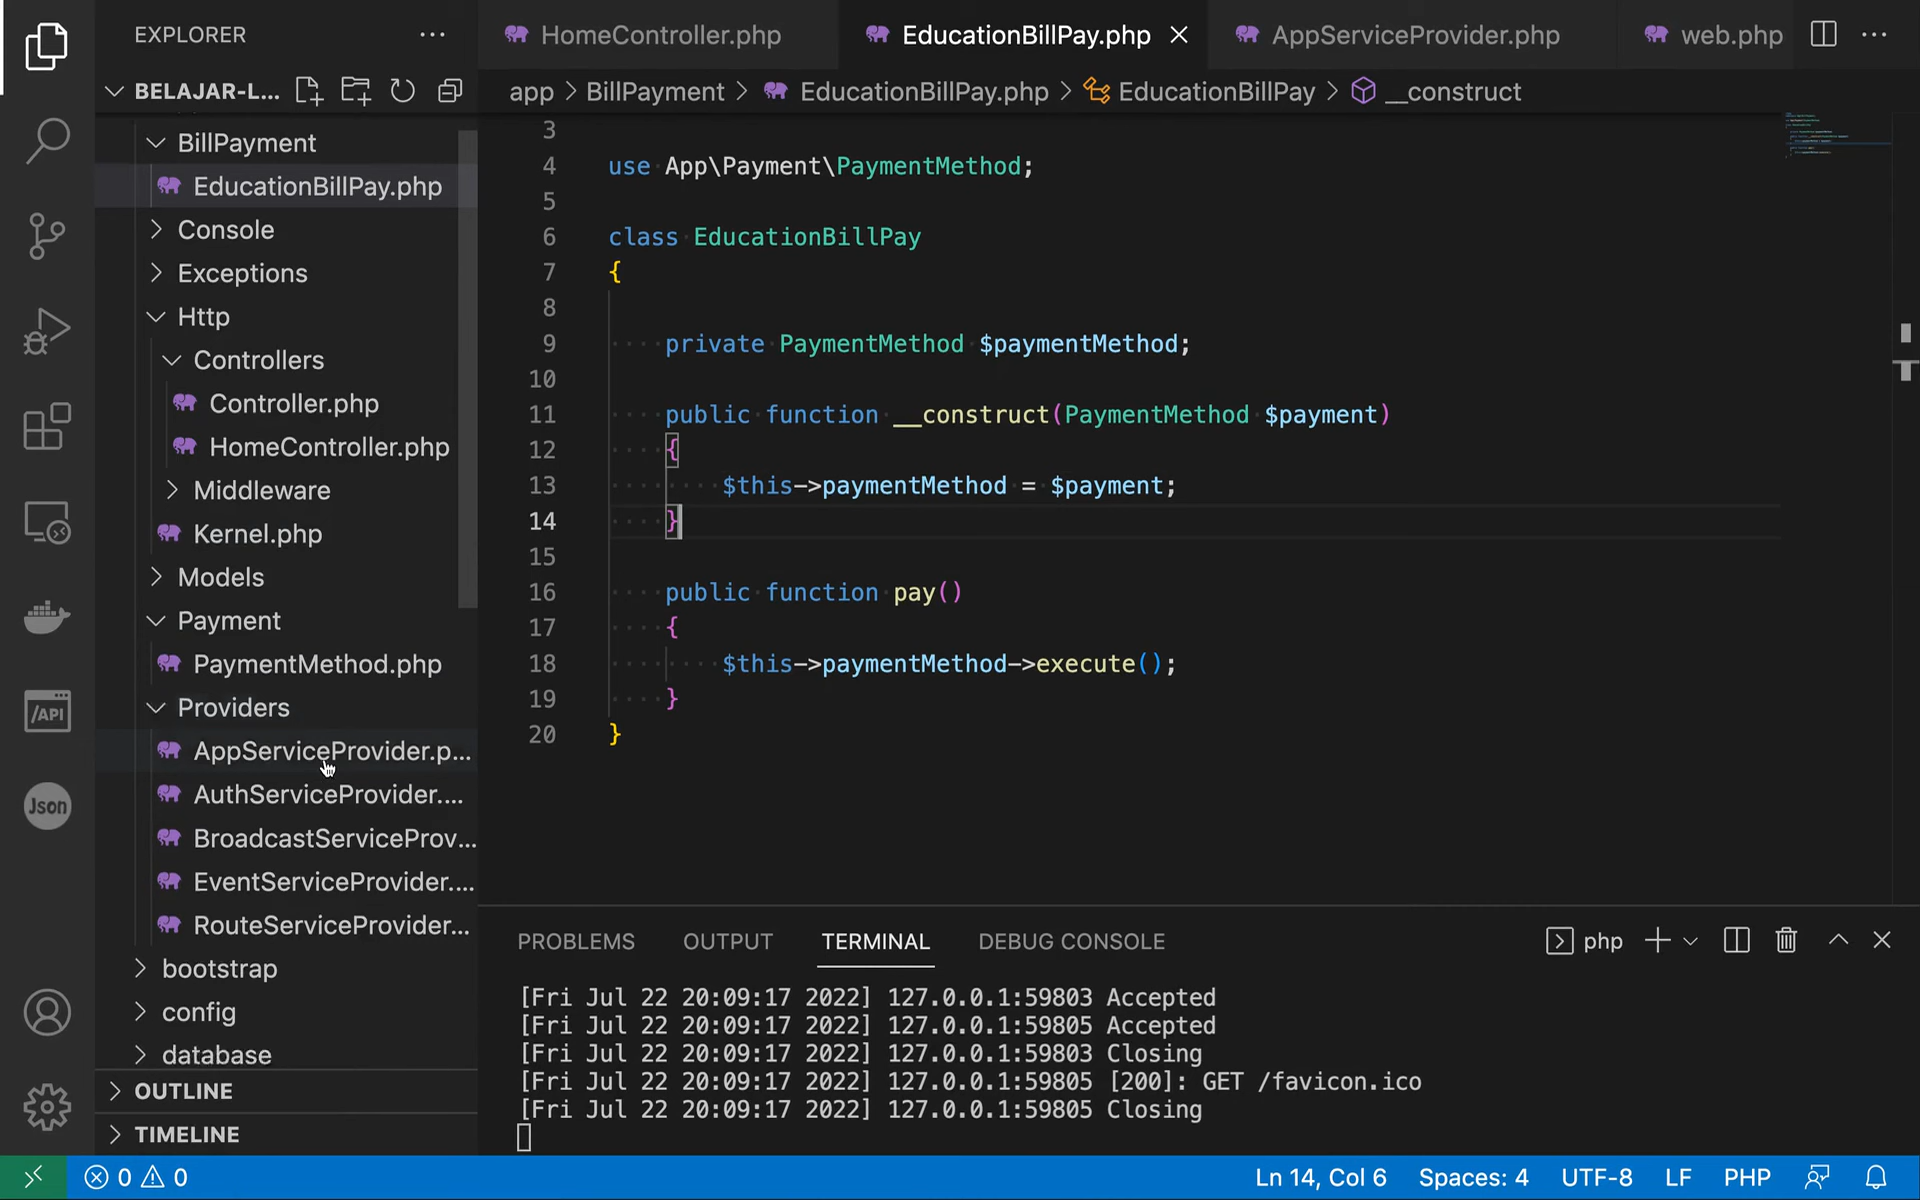 EXPLORER
HomeController.php
EducationBillPay.php
AppServiceProvider.php
web.php
BELAJAR-L...
app > BillPayment > EducationBillPay.php > EducationBillPay > __construct
BillPayment
EducationBillPay.php
Console
Exceptions
Http
Controllers
Controller.php
HomeController.php
Middleware
Kernel.php
Models
Payment
PaymentMethod.php
Providers
AppServiceProvider.p...
AuthServiceProvider....
BroadcastServiceProv...
EventServiceProvider....
RouteServiceProvider...
bootstrap
config
database
OUTLINE
TIMELINE
/API
Json
3
4 use App\Payment\PaymentMethod;
5
6 class EducationBillPay
7 {
8
9 private PaymentMethod $paymentMethod;
10
11 public function __construct(PaymentMethod $payment)
12 {
13 $this->paymentMethod = $payment;
14 }
15
16 public function pay()
17 {
18 $this->paymentMethod->execute();
19 }
20 }
PROBLEMS OUTPUT TERMINAL DEBUG CONSOLE
php
[Fri Jul 22 20:09:17 2022] 127.0.0.1:59803 Accepted
[Fri Jul 22 20:09:17 2022] 127.0.0.1:59805 Accepted
[Fri Jul 22 20:09:17 2022] 127.0.0.1:59803 Closing
[Fri Jul 22 20:09:17 2022] 127.0.0.1:59805 [200]: GET /favicon.ico
[Fri Jul 22 20:09:17 2022] 127.0.0.1:59805 Closing
0 0 Ln 14, Col 6 Spaces: 4 UTF-8 LF PHP